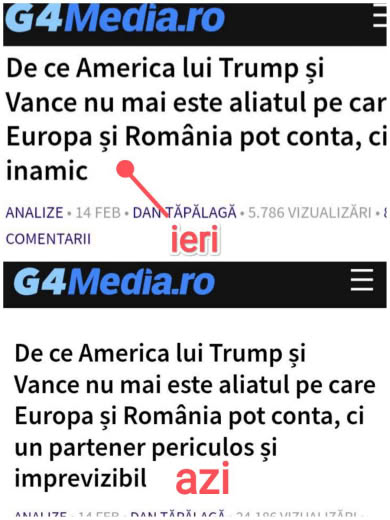 G4Media.ro
De ce America lui Trump și
Vance nu mai este aliatul pe car
Europa și România pot conta, ci
inamic
ANALIZE • 14 FEB • DAN TĂPĂLAGĂ • 5.786 VIZUALIZĂRI • 8
COMENTARII
ieri
G4Media.ro
De ce America lui Trump și
Vance nu mai este aliatul pe care
Europa și România pot conta, ci
un partener periculos și
imprevizibil
azi
ANALIZE • 14 FEB • DAN TĂPĂLAGĂ • 24.186 VIZUALIZĂRI •